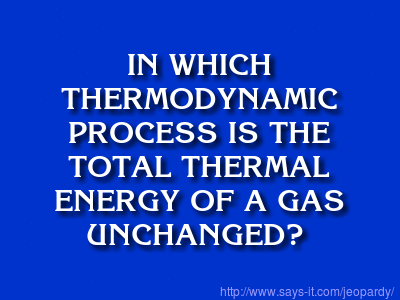 IN WHICH
THERMODYNAMIC
PROCESS IS THE
TOTAL THERMAL
ENERGY OF A GAS
UNCHANGED?
http://www.says-it.com/jeopardy/